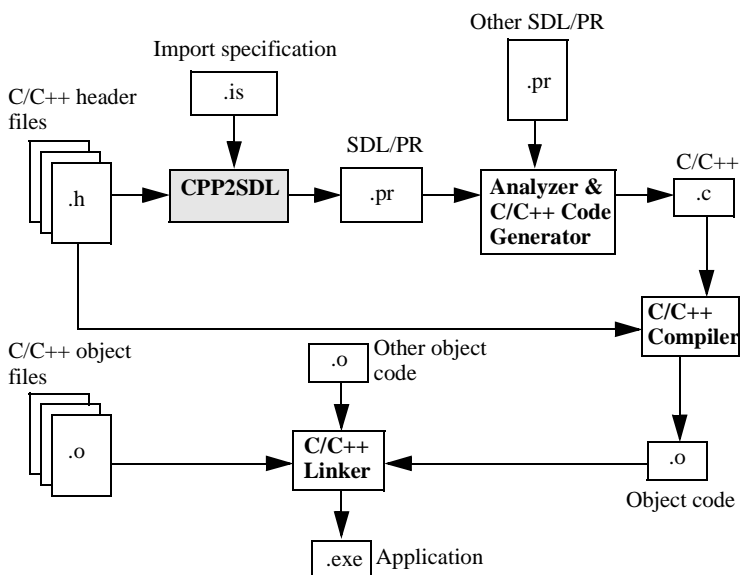 Other SDL/PR
Import specification
.is
.pr
C/C++ header
files
.h
CPP2SDL
SDL/PR
.pr
Analyzer &
C/C++ Code
Generator
C/C++
.c
C/C++
Compiler
C/C++ object
files
.o
.o
Other object
code
C/C++
Linker
.o
Object code
.exe
Application